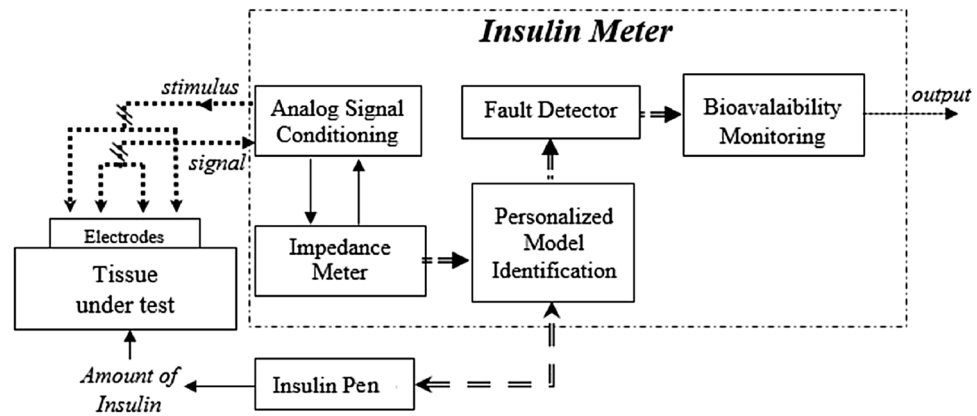 Insulin Meter
stimulus
signal
Analog Signal
Conditioning
Fault Detector
Bioavalaibility
Monitoring
output
Electrodes
Tissue
under test
Impedance
Meter
Personalized
Model
Identification
Amount of
Insulin
Insulin Pen